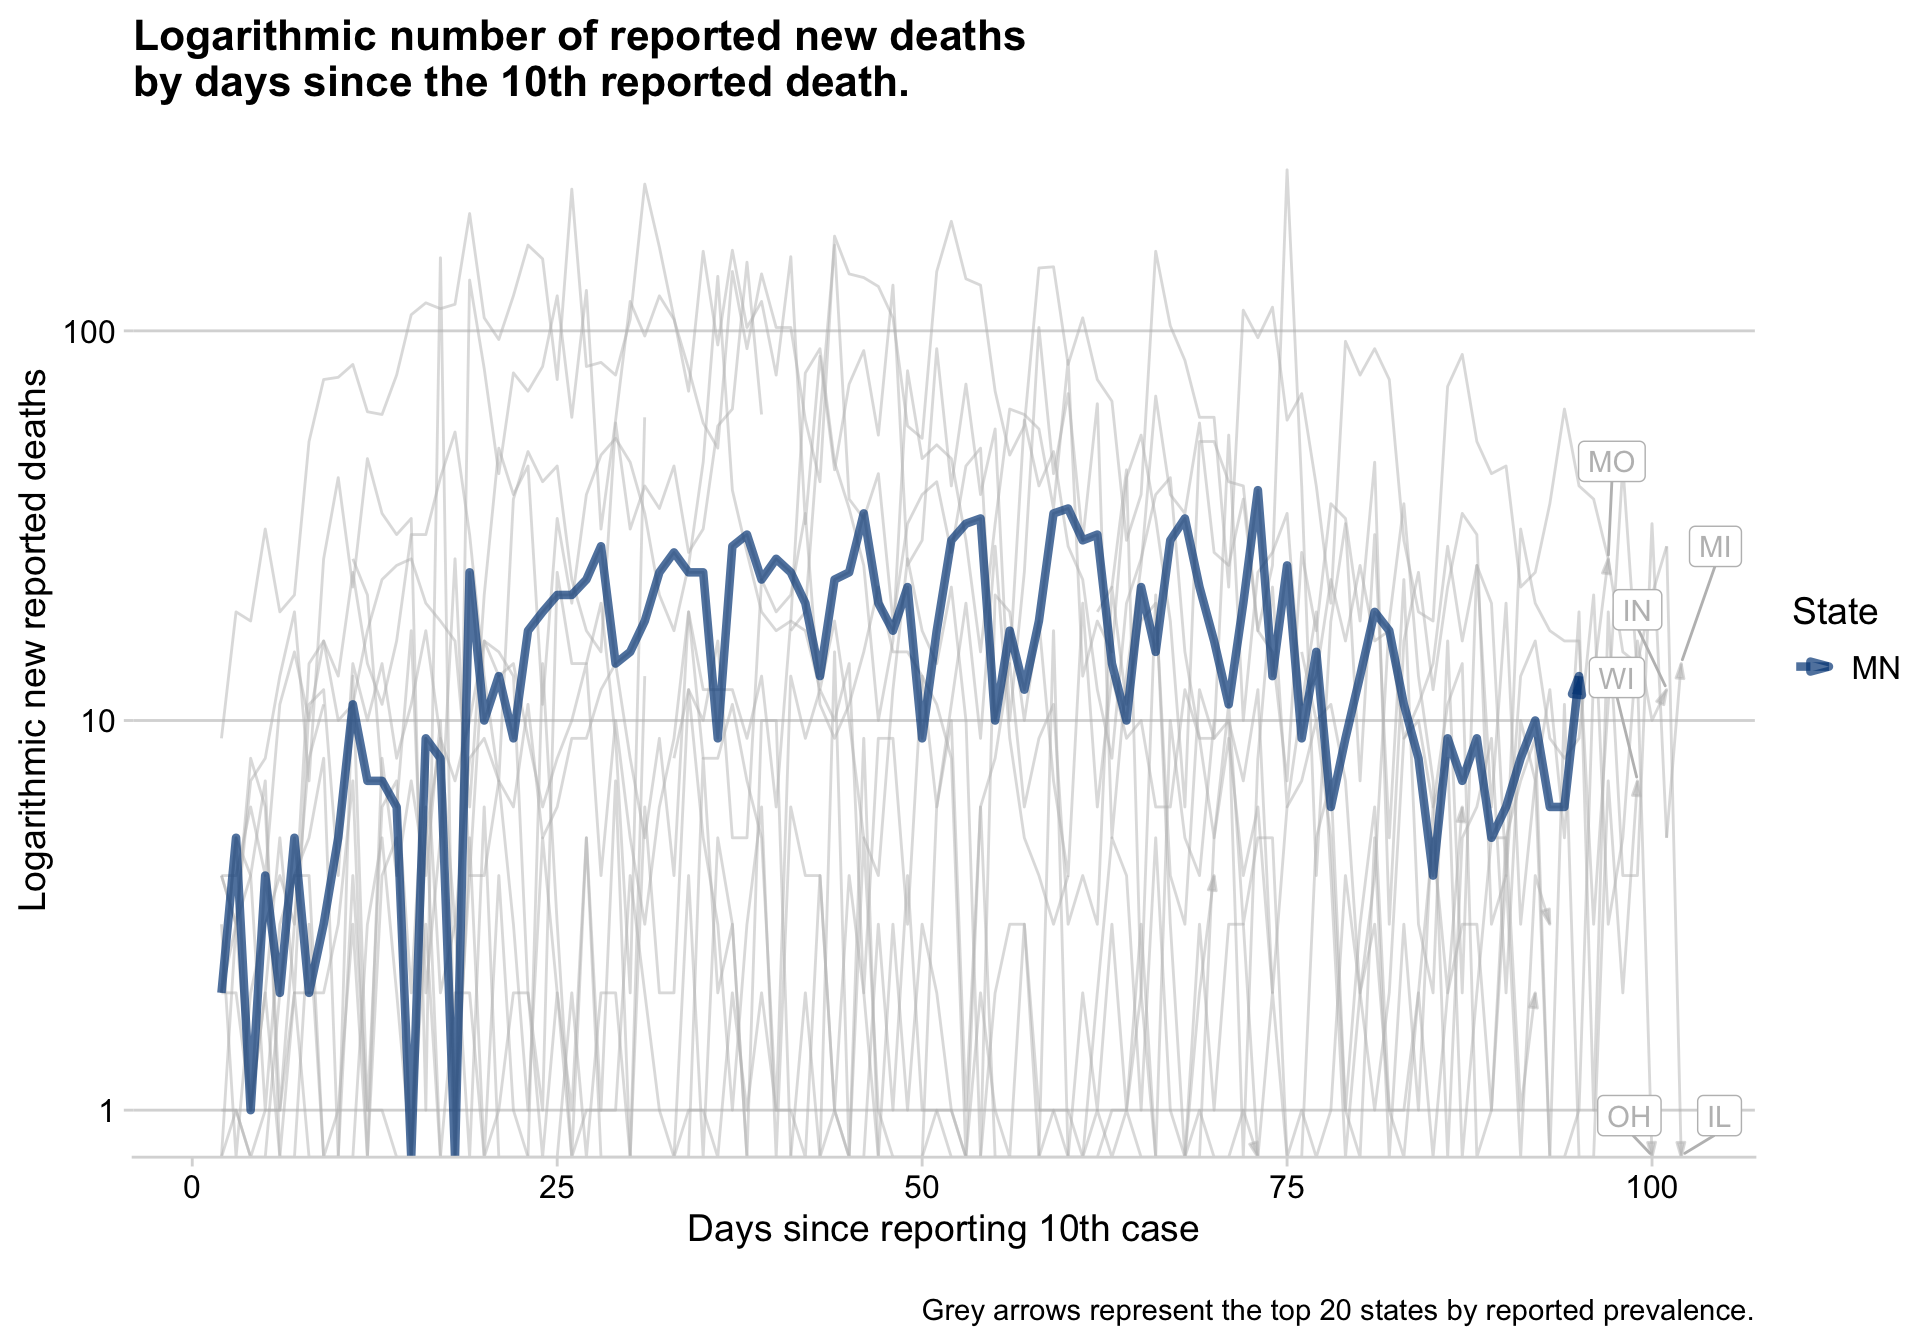 Logarithmic number of reported new deaths
by days since the 10th reported death.
Logarithmic new reported deaths
100
10
1
MO
MI
IN
WI
OH
IL
State
MN
0
25
50
75
100
Days since reporting 10th case
Grey arrows represent the top 20 states by reported prevalence.